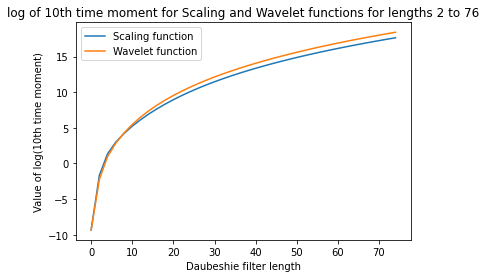 log of 10th time moment for Scaling and Wavelet functions for lengths 2 to 76
Scaling function
Wavelet function
Value of log(10th time moment)
15
10
5
0
−5
−10
0 10 20 30 40 50 60 70
Daubeshie filter length